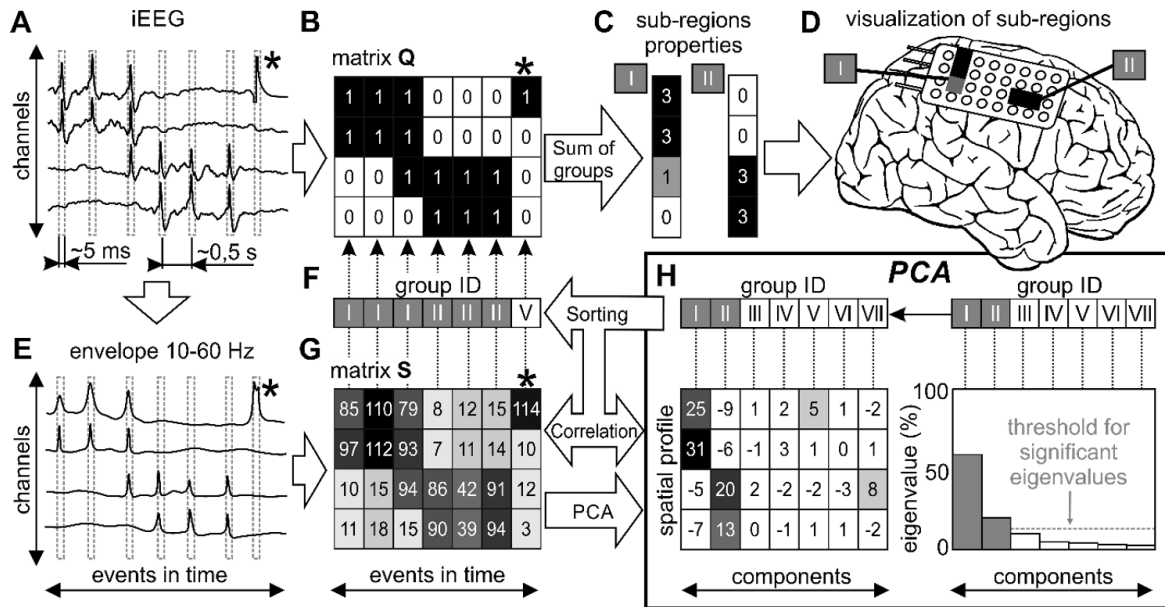 A iEEG
channels
*
~5 ms
~0,5 s
B
matrix Q *
1 1 1 0 0 0 1
1 1 1 0 0 0 0
0 0 1 1 1 1 0
0 0 0 1 1 1 0
Sum of
groups
C sub-regions
properties
I II
3 0
3 0
1 3
0 3
D visualization of sub-regions
I II
E envelope 10-60 Hz
channels
*
events in time
F group ID
I I I II II II V
Sorting
G
matrix S *
85 110 79 8 12 15 114
97 112 93 7 11 14 10
10 15 94 86 42 91 12
11 18 15 90 39 94 3
events in time
Correlation
PCA
H PCA
group ID
I II III IV V VI VII
spatial profile
25 -9 1 2 5 1 -2
31 -6 -1 3 1 0 1
-5 20 2 -2 -2 -3 8
-7 13 0 -1 1 1 -2
components
group ID
I II III IV V VI VII
eigenvalue (%)
100
50
0
threshold for
significant
eigenvalues
components